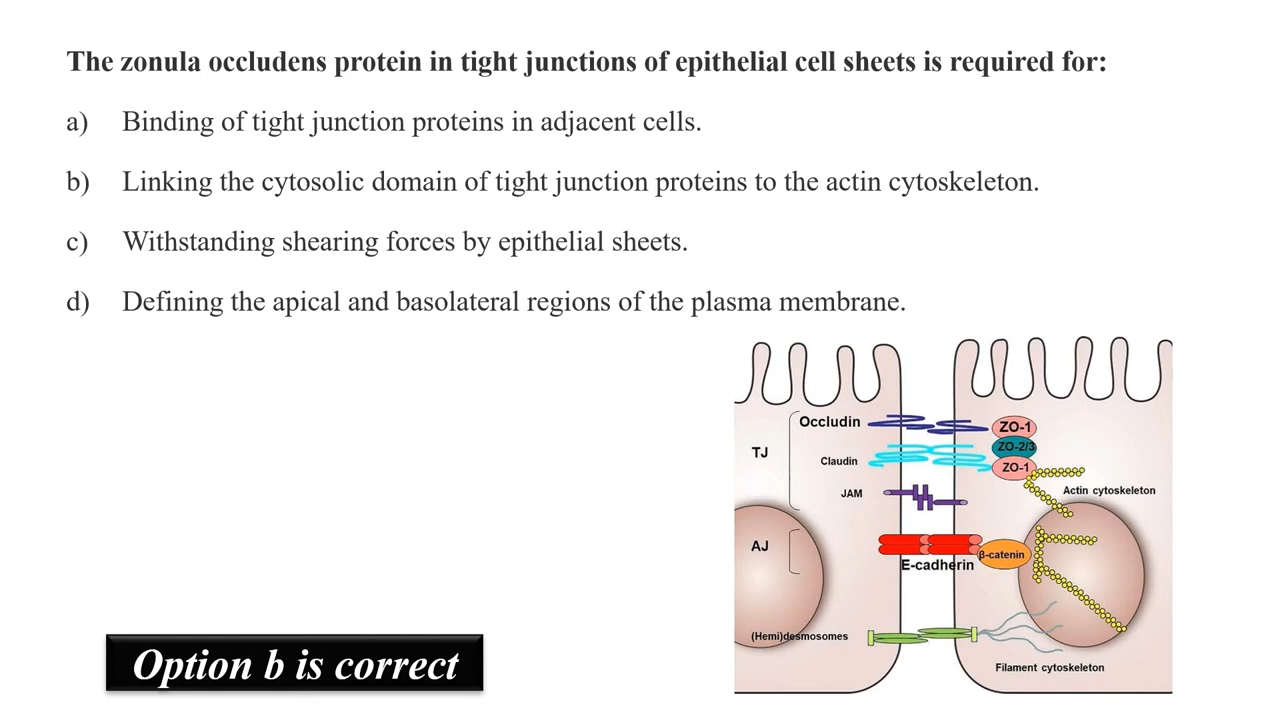 The zonula occludens protein in tight junctions of epithelial cell sheets is required for:
a) Binding of tight junction proteins in adjacent cells.
b) Linking the cytosolic domain of tight junction proteins to the actin cytoskeleton.
c) Withstanding shearing forces by epithelial sheets.
d) Defining the apical and basolateral regions of the plasma membrane.
Occludin
ZO-1
ZO-2/3
TJ
Claudin
ZO-1
JAM
Actin cytoskeleton
AJ
β-catenin
E-cadherin
(Hemi)desmosomes
Filament cytoskeleton
Option b is correct